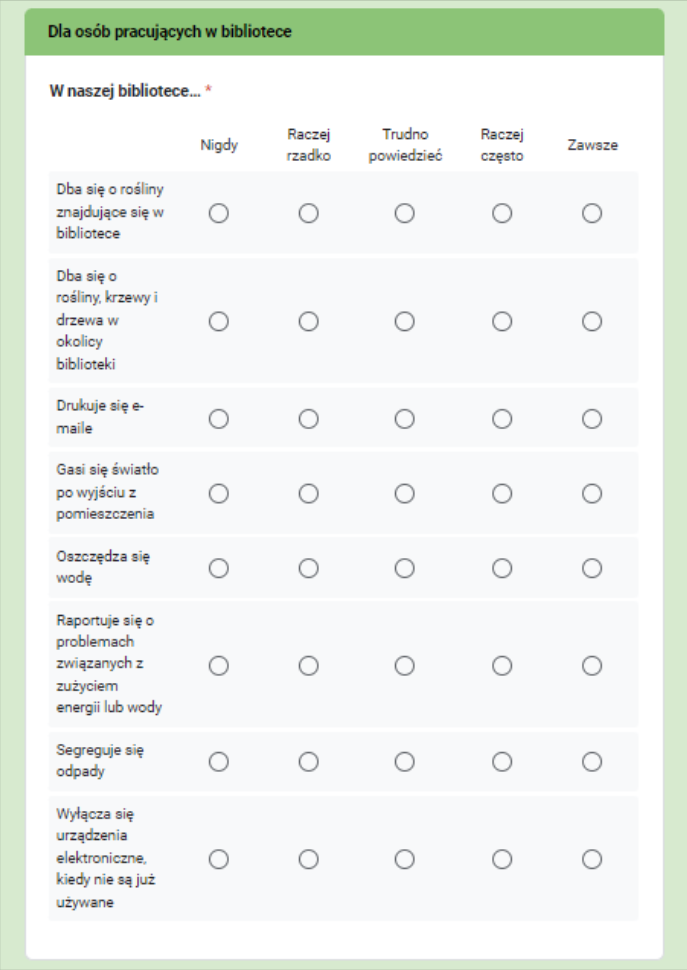 Dla osób pracujących w bibliotece
W naszej bibliotece... *
Nigdy
Raczej
rzadko
Trudno
powiedzieć
Raczej
często
Zawsze
Dba się o rośliny
znajdujące się w
bibliotece
Dba się o
rośliny, krzewy i
drzewa w
okolicy
biblioteki
Drukuje się e-
maile
Gasi się światło
po wyjściu z
pomieszczenia
Oszczędza się
wodę
Raportuje się o
problemach
związanych z
zużyciem
energii lub wody
Segreguje się
odpady
Wyłącza się
urządzenia
elektroniczne,
kiedy nie są już
używane